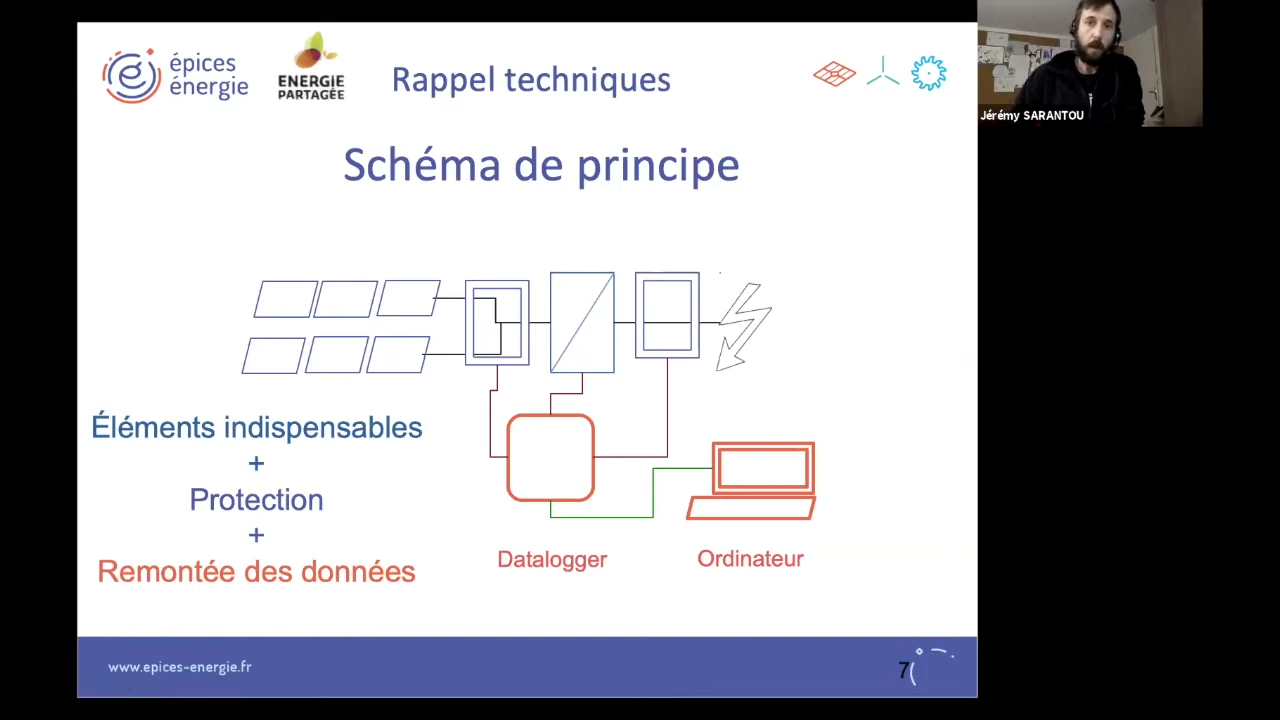 épices
énergie
ENERGIE
PARTAGÉE
Rappel techniques
Jérémy SARANTOU
Schéma de principe
Éléments indispensables
+
Protection
+
Remontée des données
Datalogger
Ordinateur
www.epices-energie.fr
7